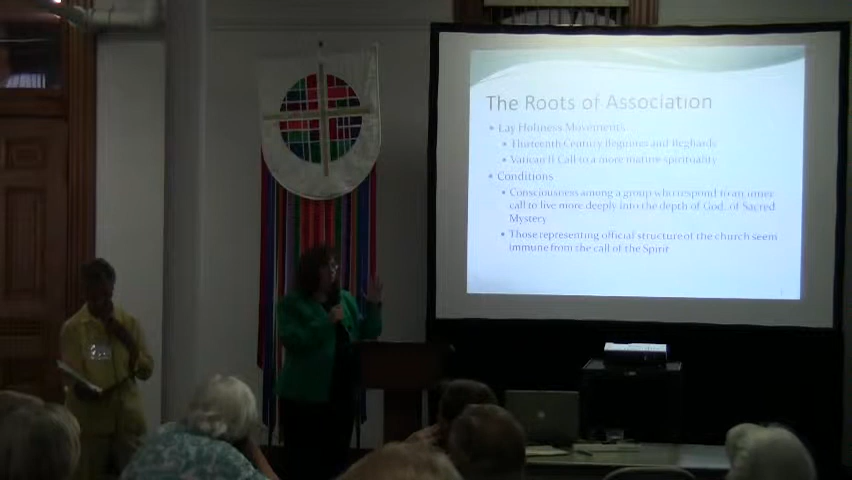 The Roots of Association
• Lay Holiness Movements
• Thirteenth Century Beguines and Beghards
• Vatican II Call to a more mature spirituality
• Conditions
• Consciousness among a group who respond to an inner
call to live more deeply into the depth of God, of Sacred
Mystery
• Those representing official structure of the church seem
immune from the call of the Spirit